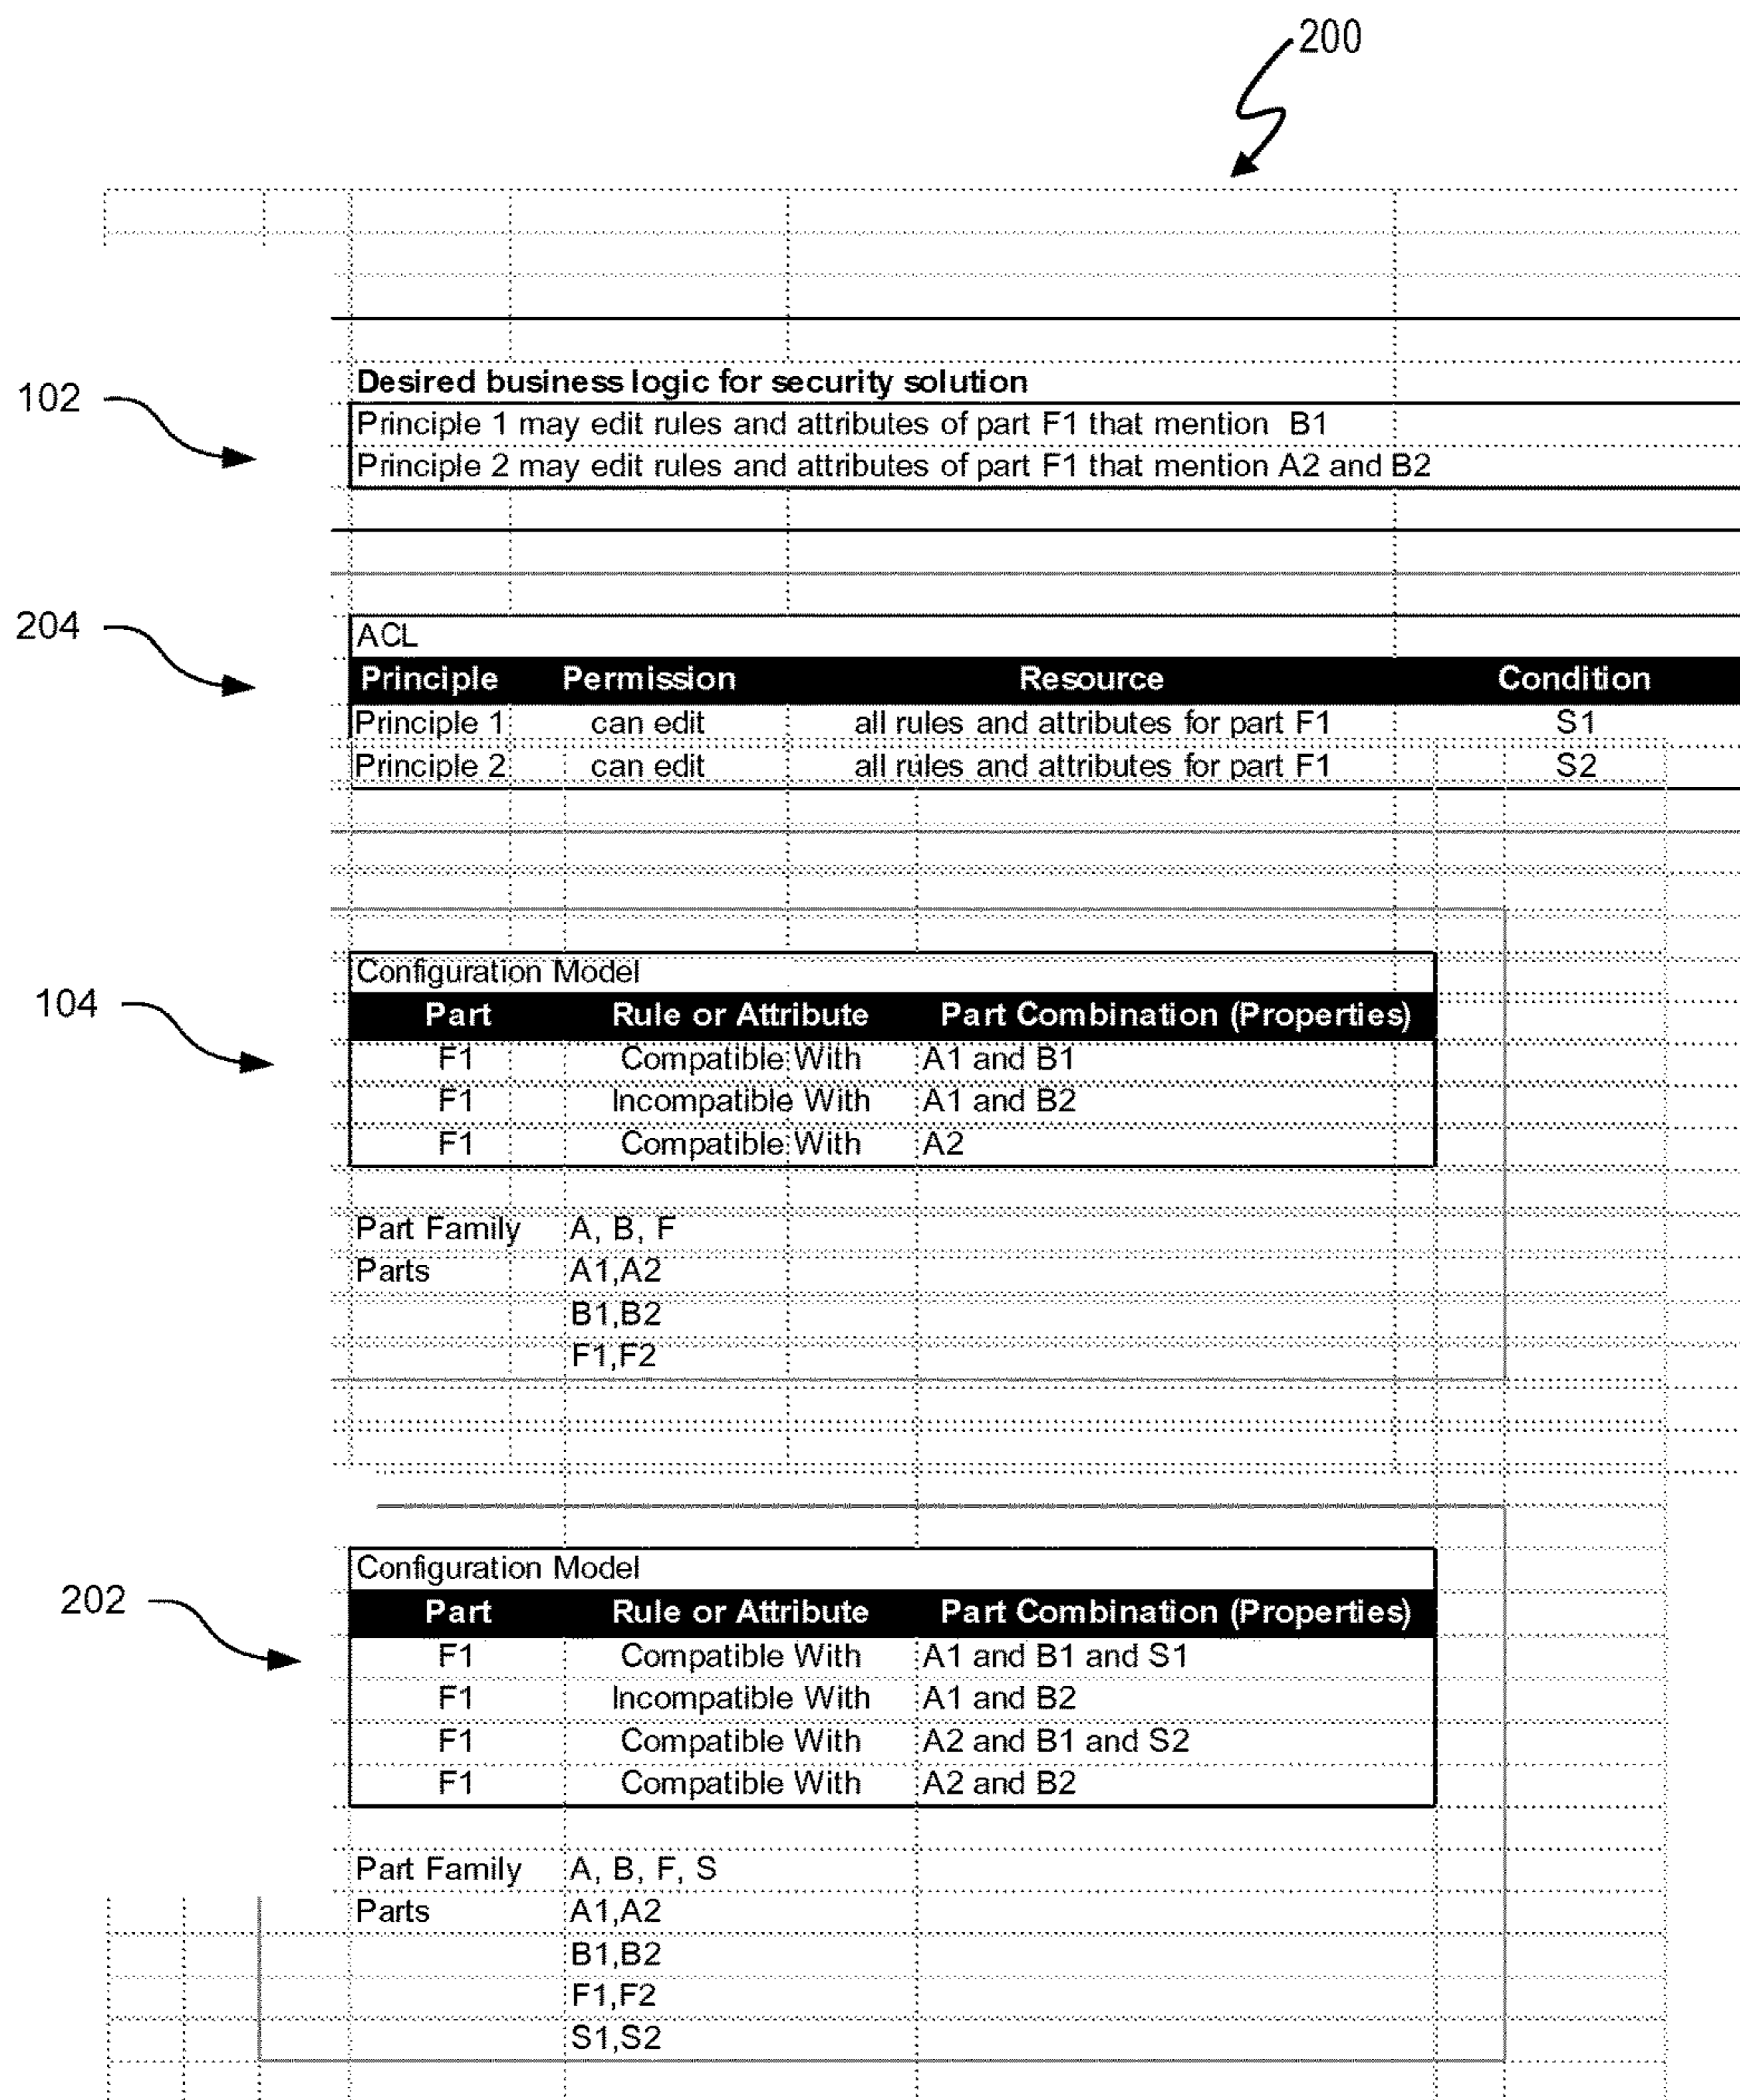 200
102
Desired business logic for security solution
Principle 1 may edit rules and attributes of part F1 that mention B1
Principle 2 may edit rules and attributes of part F1 that mention A2 and B2
204
ACL
Principle Permission Resource Condition
Principle 1 can edit all rules and attributes for part F1 S1
Principle 2 can edit all rules and attributes for part F1 S2
104
Configuration Model
Part Rule or Attribute Part Combination (Properties)
F1 Compatible With A1 and B1
F1 Incompatible With A1 and B2
F1 Compatible With A2
Part Family A, B, F
Parts A1,A2
B1,B2
F1,F2
202
Configuration Model
Part Rule or Attribute Part Combination (Properties)
F1 Compatible With A1 and B1 and S1
F1 Incompatible With A1 and B2
F1 Compatible With A2 and B1 and S2
F1 Compatible With A2 and B2
Part Family A, B, F, S
Parts A1,A2
B1,B2
F1,F2
S1,S2